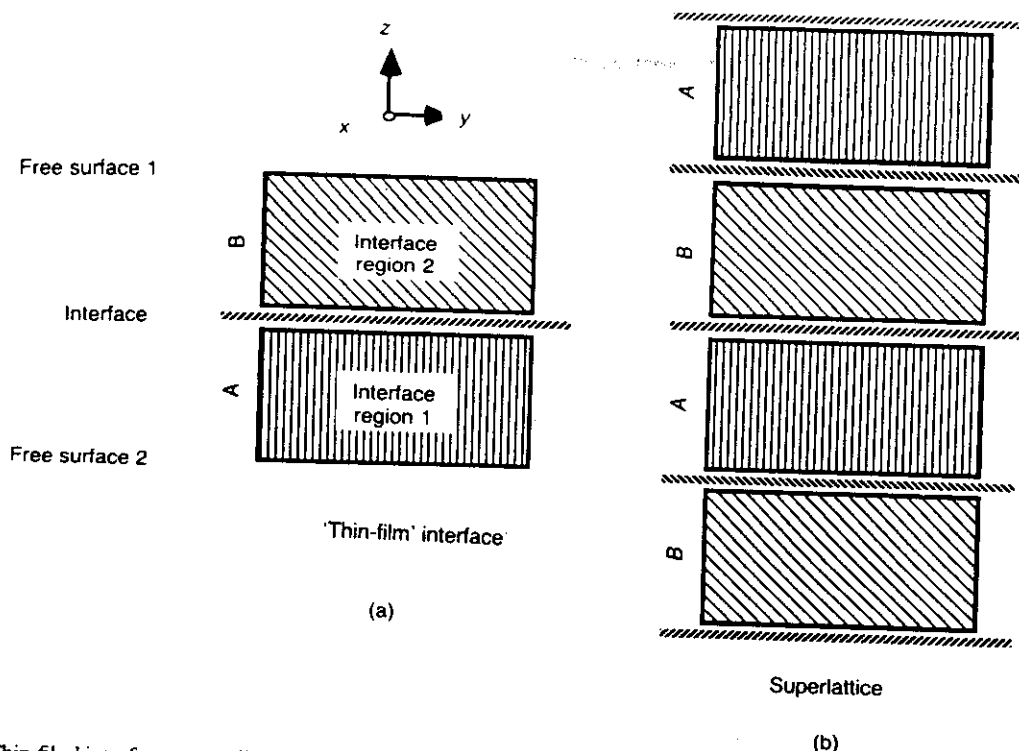 z
x
y
Free surface 1
B
Interface
region 2
Interface
A
Interface
region 1
Free surface 2
'Thin-film' interface
(a)
A
B
A
B
Superlattice
(b)